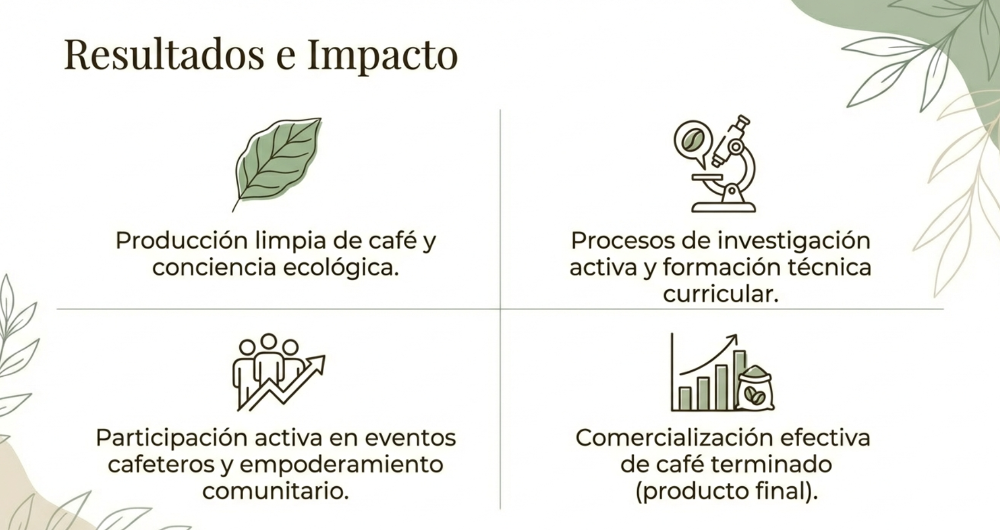 Resultados e Impacto
Producción limpia de café y
conciencia ecológica.
Procesos de investigación
activa y formación técnica
curricular.
Participación activa en eventos
cafeteros y empoderamiento
comunitario.
Comercialización efectiva
de café terminado
(producto final).